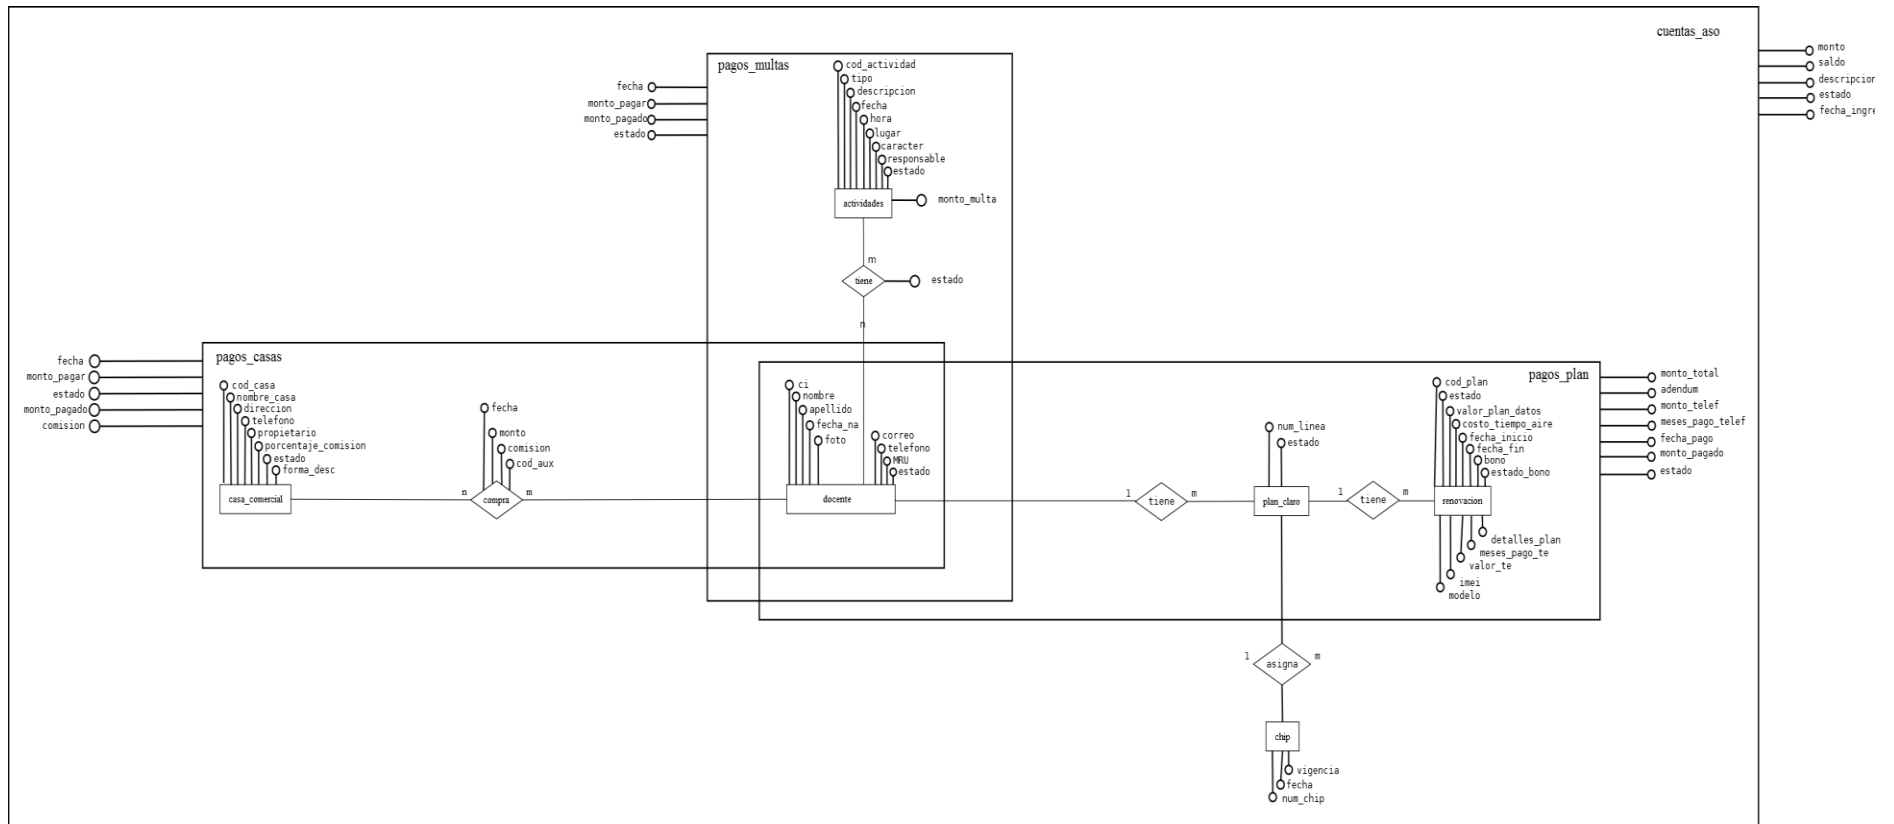 cuentas_aso
monto
saldo
descripcion
estado
fecha_ingre
pagos_multas
fecha
monto_pagar
monto_pagado
estado
cod_actividad
tipo
descripcion
fecha
hora
lugar
caracter
responsable
estado
actividades
monto_multa
m
tiene
estado
n
pagos_casas
fecha
monto_pagar
estado
monto_pagado
comision
cod_casa
nombre_casa
direccion
telefono
propietario
porcentaje_comision
estado
forma_desc
casa_comercial
n
compra
m
fecha
monto
comision
cod_aux
ci
nombre
apellido
fecha_na
foto
correo
telefono
MRU
estado
docente
pagos_plan
monto_total
adendum
monto_telef
meses_pago_telef
fecha_pago
monto_pagado
estado
1
tiene
m
num_linea
estado
plan_claro
1
tiene
m
cod_plan
estado
valor_plan_datos
costo_tiempo_aire
fecha_inicio
fecha_fin
bono
estado_bono
renovacion
detalles_plan
meses_pago_te
valor_te
imei
modelo
1
asigna
m
chip
vigencia
fecha
num_chip